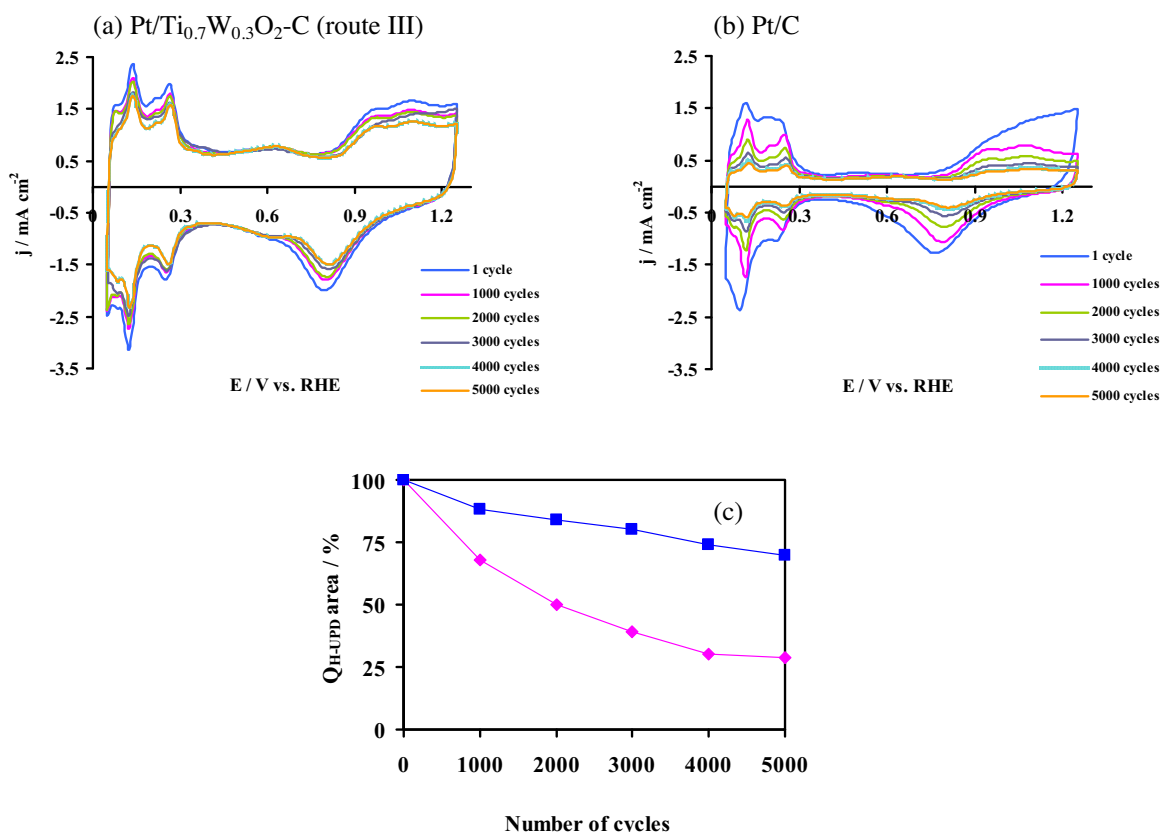 (a) Pt/Ti0.7W0.3O2-C (route III)
2.5
1.5
0.5
-0.5
-1.5
-2.5
-3.5
0
0.3
0.6
0.9
1.2
j / mA cm-2
E / V vs. RHE
1 cycle
1000 cycles
2000 cycles
3000 cycles
4000 cycles
5000 cycles
(b) Pt/C
2.5
1.5
0.5
-0.5
-1.5
-2.5
-3.5
0
0.3
0.6
0.9
1.2
j / mA cm-2
E / V vs. RHE
1 cycle
1000 cycles
2000 cycles
3000 cycles
4000 cycles
5000 cycles
(c)
100
75
50
25
0
QH-UPD area / %
0 1000 2000 3000 4000 5000
Number of cycles